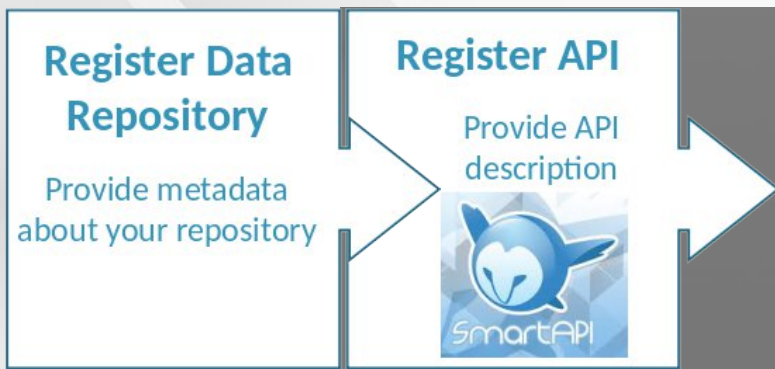 Register Data
Repository
Provide metadata
about your repository
Register API
Provide API
description
SmartAPI